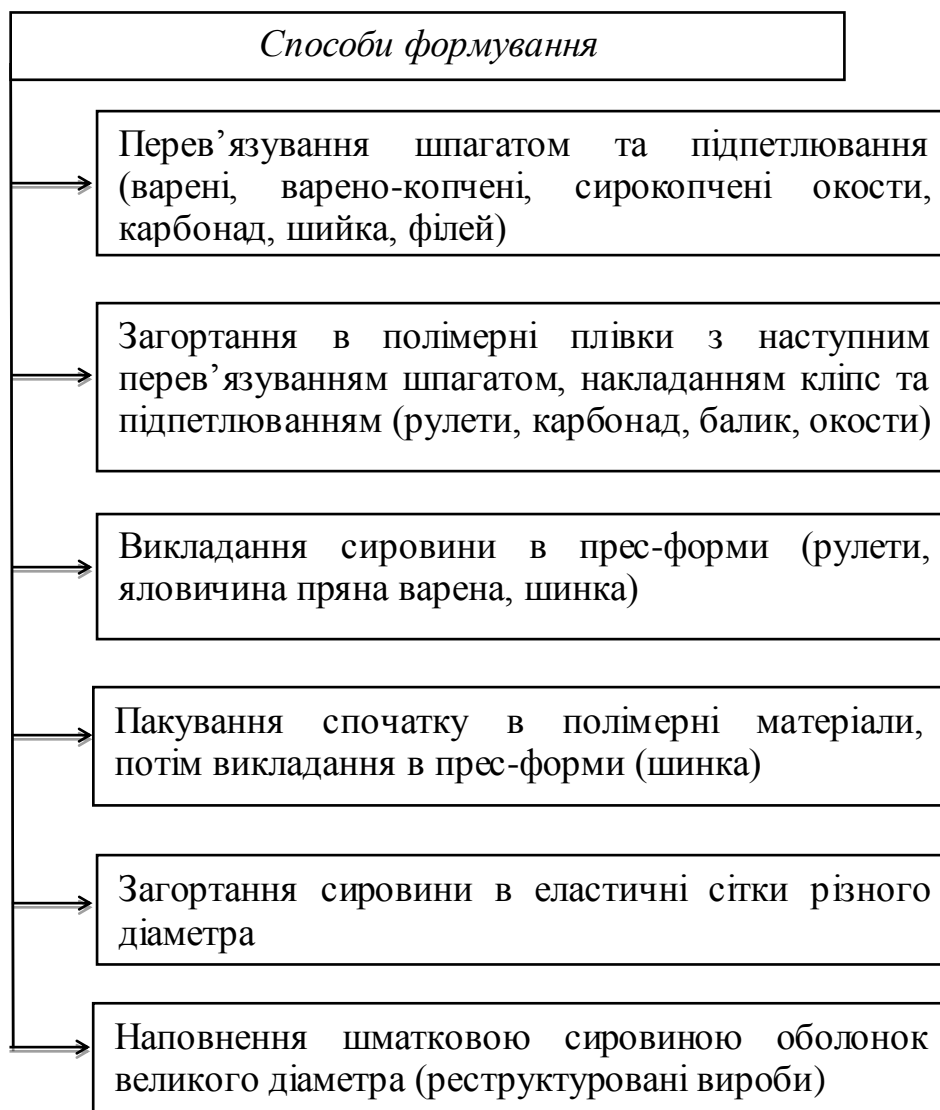 Способи формування
Перев’язування шпагатом та підпетлювання
(варені, варено-копчені, сирокопчені окости,
карбонад, шийка, філей)
Загортання в полімерні плівки з наступним
перев’язуванням шпагатом, накладанням кліпс та
підпетлюванням (рулети, карбонад, балик, окости)
Викладання сировини в прес-форми (рулети,
яловичина пряна варена, шинка)
Пакування спочатку в полімерні матеріали,
потім викладання в прес-форми (шинка)
Загортання сировини в еластичні сітки різного
діаметра
Наповнення шматковою сировиною оболонок
великого діаметра (реструктуровані вироби)